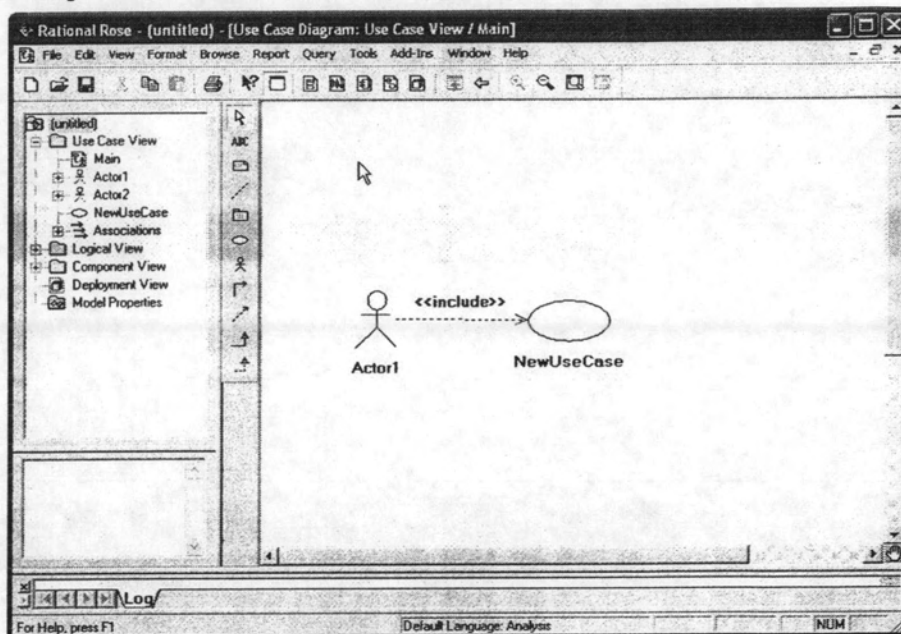 Rational Rose - (untitled) - [Use Case Diagram: Use Case View / Main]
File Edit View Format Browse Report Query Tools Add-Ins Window Help
(untitled)
Use Case View
Main
Actor1
Actor2
NewUseCase
Associations
Logical View
Component View
Deployment View
Model Properties
ABC
<<include>>
Actor1
NewUseCase
Log
For Help, press F1
Default Language: Analysis
NUM